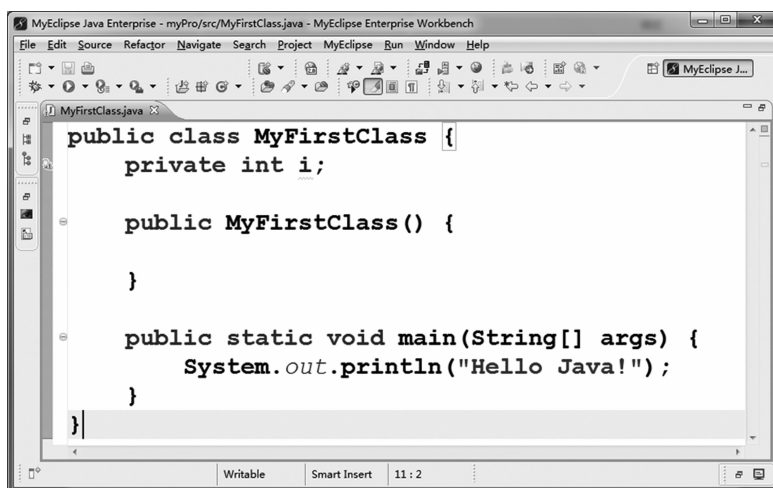 MyEclipse Java Enterprise - myPro/src/MyFirstClass.java - MyEclipse Enterprise Workbench
File Edit Source Refactor Navigate Search Project MyEclipse Run Window Help
MyEclipse J...
MyFirstClass.java
public class MyFirstClass {
private int i;
public MyFirstClass() {
}
public static void main(String[] args) {
System.out.println("Hello Java!");
}
}
Writable Smart Insert 11 : 2